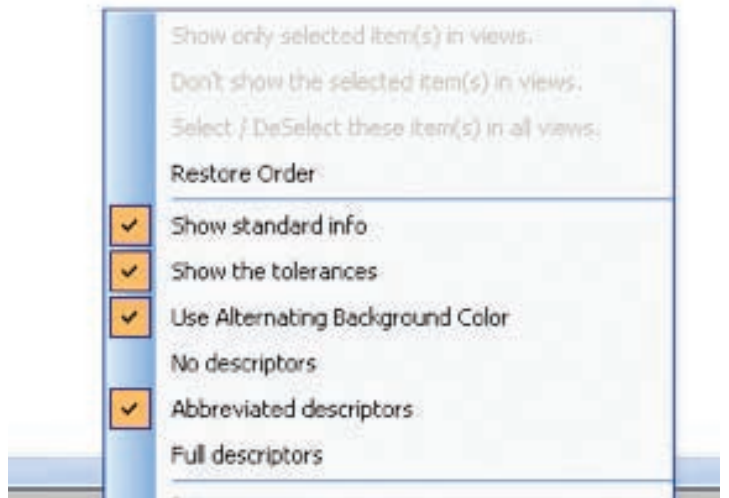 Show only selected item(s) in views.
Don't show the selected item(s) in views.
Select / DeSelect these item(s) in all views.
Restore Order
Show standard info
Show the tolerances
Use Alternating Background Color
No descriptors
Abbreviated descriptors
Full descriptors